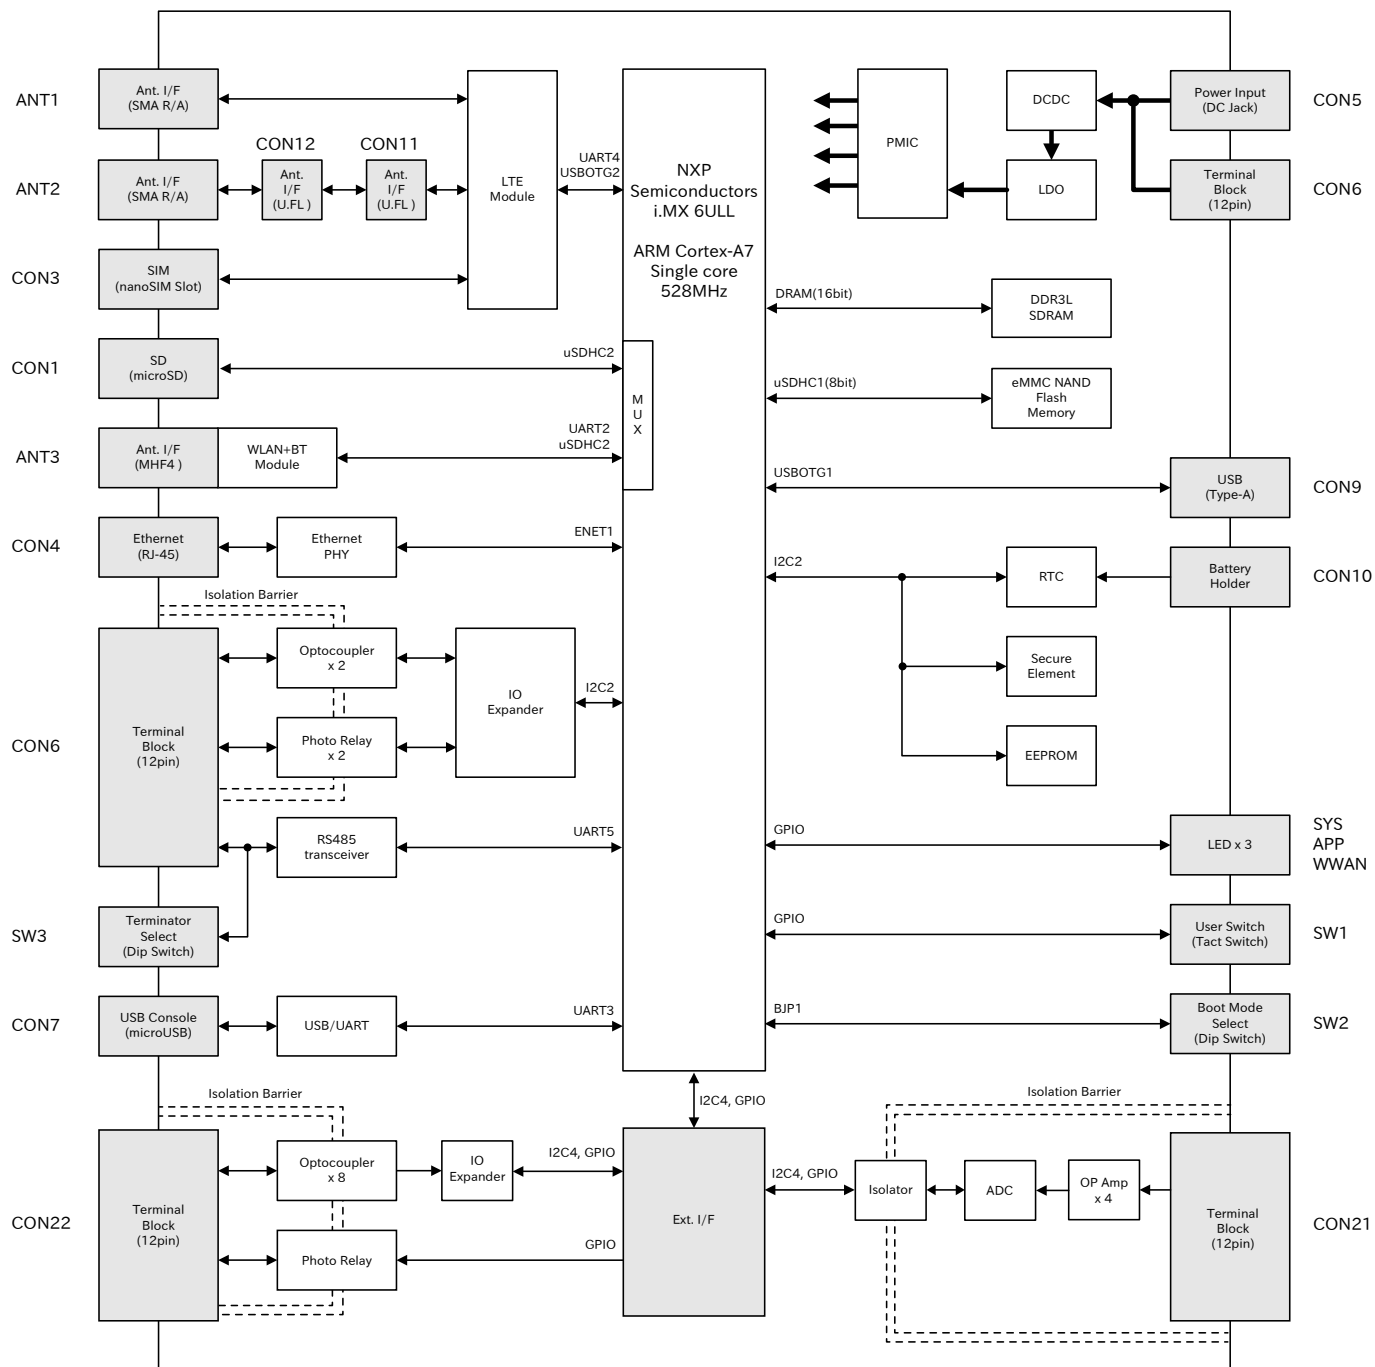 ANT1
Ant. I/F
(SMA R/A)
ANT2
Ant. I/F
(SMA R/A)
CON12
Ant.
I/F
(U.FL )
CON11
Ant.
I/F
(U.FL )
LTE
Module
UART4
USBOTG2
CON3
SIM
(nanoSIM Slot)
CON1
SD
(microSD)
uSDHC2
MUX
ANT3
Ant. I/F
(MHF4 )
WLAN+BT
Module
UART2
uSDHC2
CON4
Ethernet
(RJ-45)
Ethernet
PHY
ENET1
Isolation Barrier
CON6
Terminal
Block
(12pin)
Optocoupler
x 2
Photo Relay
x 2
IO
Expander
I2C2
RS485
transceiver
UART5
SW3
Terminator
Select
(Dip Switch)
CON7
USB Console
(microUSB)
USB/UART
UART3
NXP
Semiconductors
i.MX 6ULL
ARM Cortex-A7
Single core
528MHz
PMIC
DCDC
LDO
Power Input
(DC Jack)
CON5
Terminal
Block
(12pin)
CON6
DRAM(16bit)
DDR3L
SDRAM
uSDHC1(8bit)
eMMC NAND
Flash
Memory
USBOTG1
USB
(Type-A)
CON9
I2C2
RTC
Battery
Holder
CON10
Secure
Element
EEPROM
GPIO
LED x 3
SYS
APP
WWAN
GPIO
User Switch
(Tact Switch)
SW1
BJP1
Boot Mode
Select
(Dip Switch)
SW2
I2C4, GPIO
Isolation Barrier
CON22
Terminal
Block
(12pin)
Optocoupler
x 8
IO
Expander
I2C4, GPIO
Photo Relay
GPIO
Ext. I/F
Isolation Barrier
I2C4, GPIO
Isolator
ADC
OP Amp
x 4
Terminal
Block
(12pin)
CON21